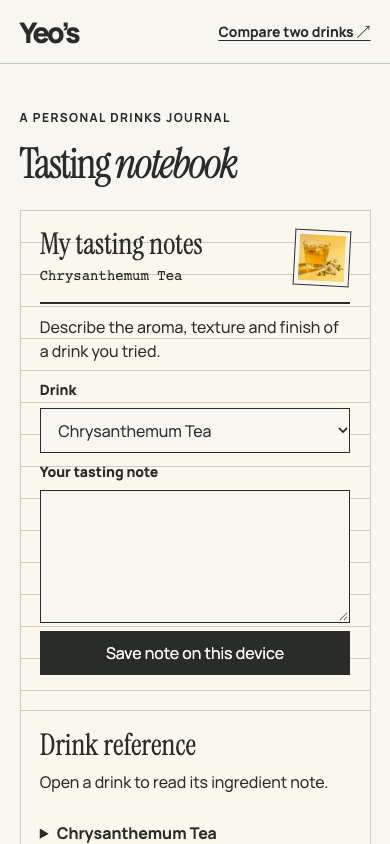 Yeo's
Compare two drinks ↗
A PERSONAL DRINKS JOURNAL
Tasting notebook
My tasting notes
Chrysanthemum Tea
Describe the aroma, texture and finish of
a drink you tried.
Drink
Chrysanthemum Tea
Your tasting note
Save note on this device
Drink reference
Open a drink to read its ingredient note.
Chrysanthemum Tea